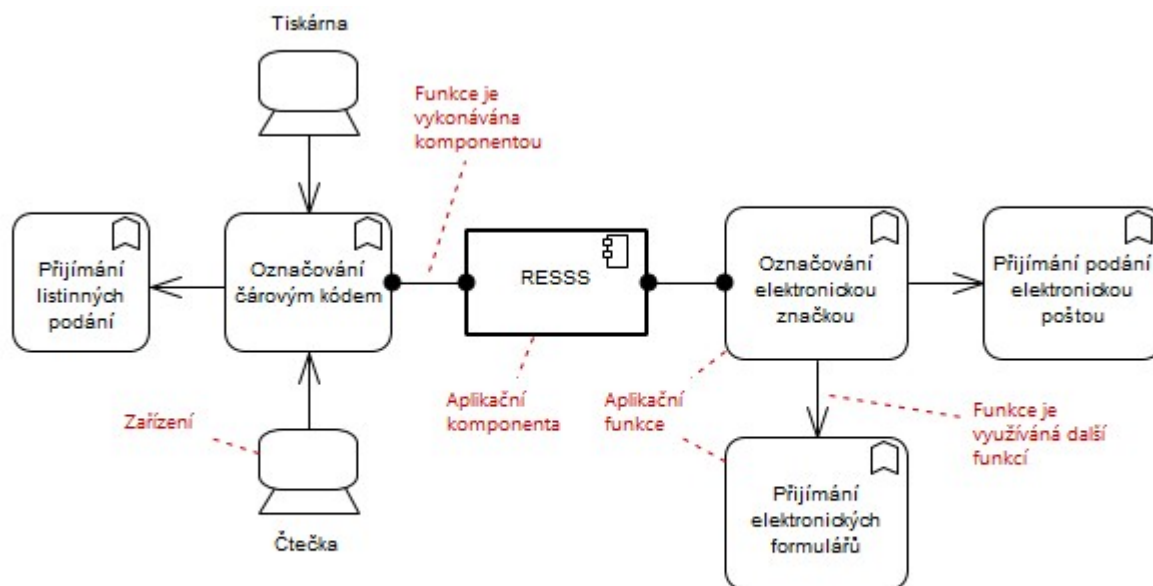 Tiskárna
Funkce je
vykonávána
komponentou
Přijímání
listinných
podání
Označování
čárovým kódem
RESSS
Označování
elektronickou
značkou
Přijímání podání
elektronickou
poštou
Zařízení
Aplikační
komponenta
Aplikační
funkce
Funkce je
využíváná další
funkcí
Čtečka
Přijímání
elektronických
formulářů